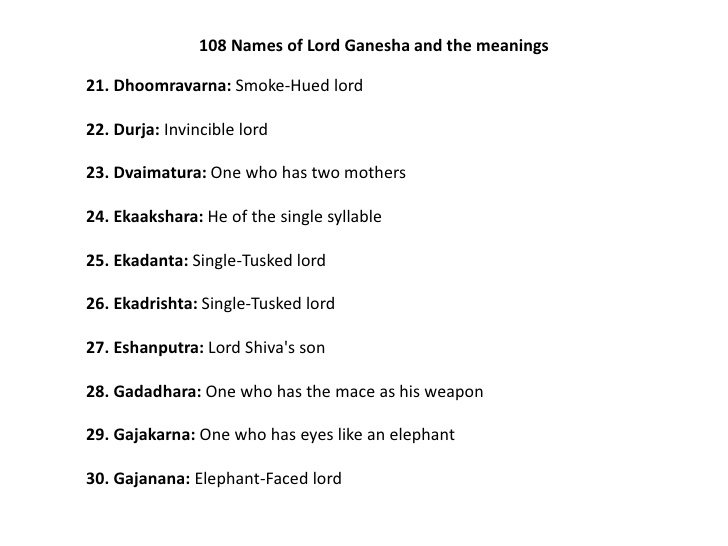 108 Names of Lord Ganesha and the meanings
21. Dhoomravarna: Smoke-Hued lord
22. Durja: Invincible lord
23. Dvaimatura: One who has two mothers
24. Ekaakshara: He of the single syllable
25. Ekadanta: Single-Tusked lord
26. Ekadrishta: Single-Tusked lord
27. Eshanputra: Lord Shiva's son
28. Gadadhara: One who has the mace as his weapon
29. Gajakarna: One who has eyes like an elephant
30. Gajanana: Elephant-Faced lord